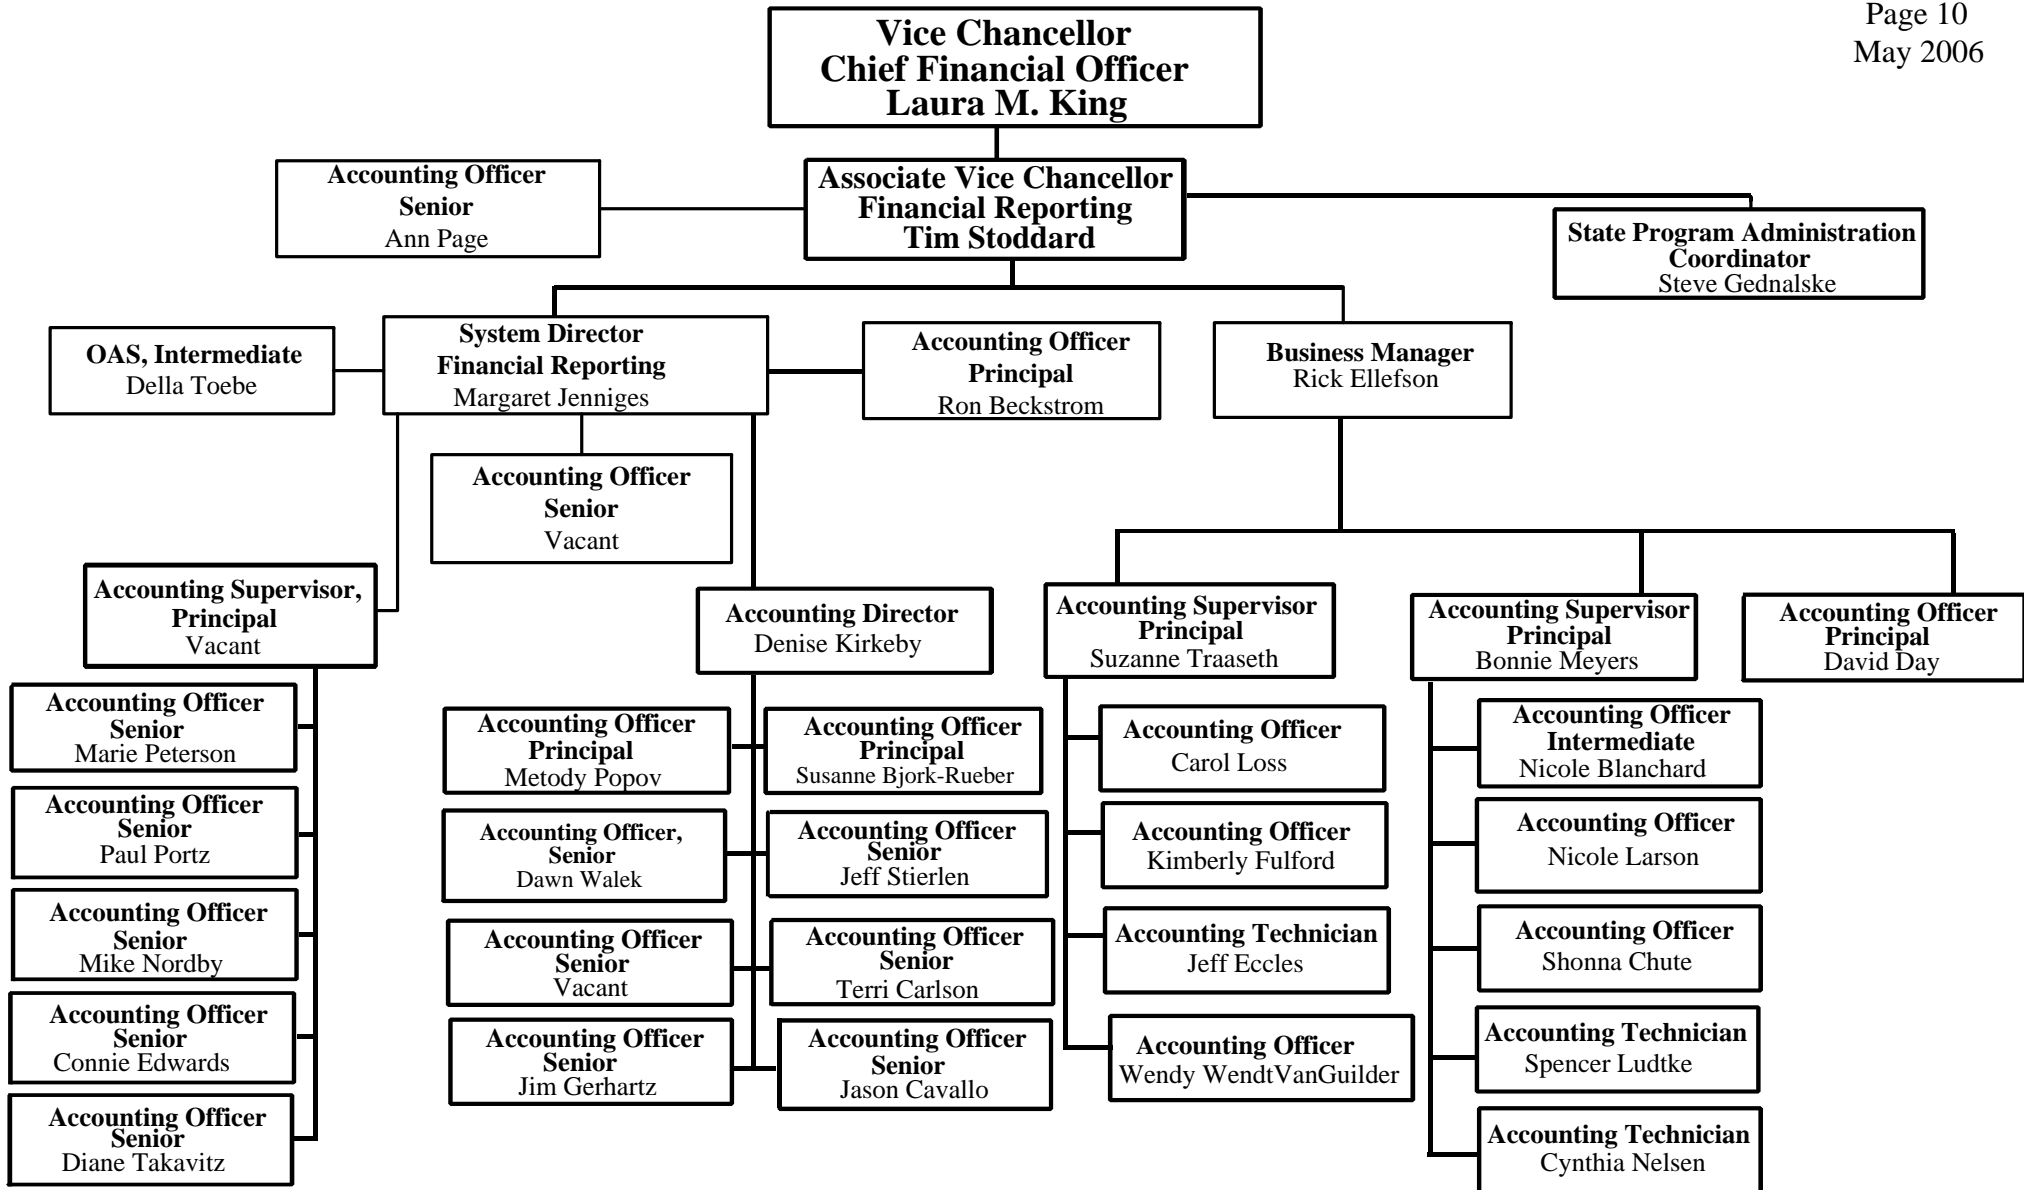 Page 10
May 2006
Vice Chancellor
Chief Financial Officer
Laura M. King
Accounting Officer
Senior
Ann Page
Associate Vice Chancellor
Financial Reporting
Tim Stoddard
State Program Administration
Coordinator
Steve Gednalske
OAS, Intermediate
Della Toebe
System Director
Financial Reporting
Margaret Jenniges
Accounting Officer
Principal
Ron Beckstrom
Business Manager
Rick Ellefson
Accounting Officer
Senior
Vacant
Accounting Supervisor,
Principal
Vacant
Accounting Director
Denise Kirkeby
Accounting Supervisor
Principal
Suzanne Traaseth
Accounting Supervisor
Principal
Bonnie Meyers
Accounting Officer
Principal
David Day
Accounting Officer
Senior
Marie Peterson
Accounting Officer
Senior
Paul Portz
Accounting Officer
Senior
Mike Nordby
Accounting Officer
Senior
Connie Edwards
Accounting Officer
Senior
Diane Takavitz
Accounting Officer
Principal
Metody Popov
Accounting Officer
Principal
Susanne Bjork-Rueber
Accounting Officer,
Senior
Dawn Walek
Accounting Officer
Senior
Jeff Stierlen
Accounting Officer
Senior
Vacant
Accounting Officer
Senior
Terri Carlson
Accounting Officer
Senior
Jim Gerhartz
Accounting Officer
Senior
Jason Cavallo
Accounting Officer
Carol Loss
Accounting Officer
Kimberly Fulford
Accounting Technician
Jeff Eccles
Accounting Officer
Wendy WendtVanGuilder
Accounting Officer
Intermediate
Nicole Blanchard
Accounting Officer
Nicole Larson
Accounting Officer
Shonna Chute
Accounting Technician
Spencer Ludtke
Accounting Technician
Cynthia Nelsen